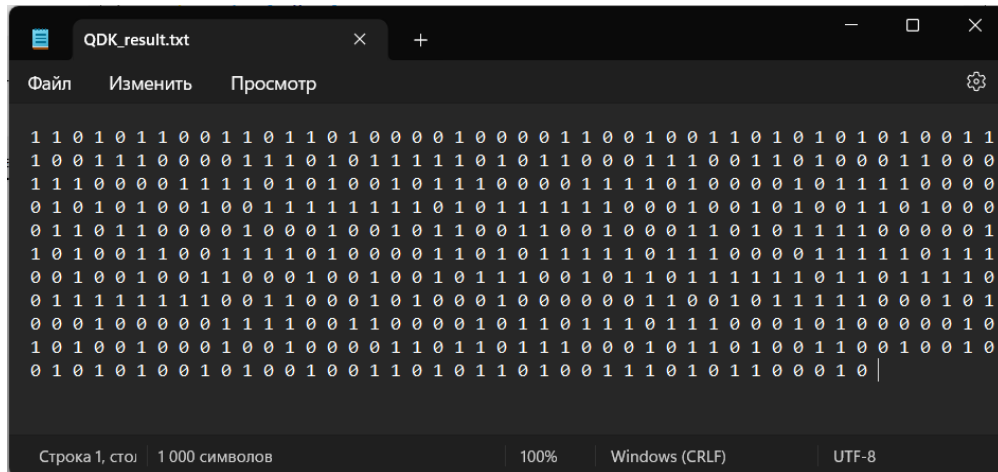 QDK_result.txt
Файл Изменить Просмотр
1 1 0 1 0 1 1 0 0 1 1 0 1 1 0 1 0 0 0 0 1 0 0 0 0 1 1 0 0 1 0 0 1 1 0 1 0 1 0 1 0 1 0 0 1 1
1 0 0 1 1 1 0 0 0 0 1 1 1 0 1 0 1 1 1 1 1 0 1 0 1 1 0 0 0 1 1 1 0 0 1 1 0 1 0 0 0 1 1 0 0 0
1 1 1 0 0 0 0 1 1 1 1 0 1 0 1 0 0 1 0 1 1 1 0 0 0 0 1 1 1 1 0 1 0 0 0 0 1 0 1 1 1 1 0 0 0 0
0 1 0 1 0 1 0 0 1 0 0 1 1 1 1 1 1 1 1 0 1 0 1 1 1 1 1 1 0 0 0 1 0 0 1 0 1 0 0 1 1 0 1 0 0 0
0 1 1 0 1 1 0 0 0 0 1 0 0 0 1 0 0 1 0 1 1 0 0 1 1 0 0 1 0 0 0 1 1 0 1 0 1 1 1 1 0 0 0 0 0 1
1 0 1 0 0 1 1 0 0 1 1 1 1 0 1 0 0 0 0 1 1 0 1 0 1 1 1 1 1 0 1 1 1 0 0 0 0 1 1 1 1 1 0 1 1 1
0 0 1 0 0 1 0 0 1 1 0 0 0 1 0 0 1 0 0 1 0 1 1 1 0 0 1 0 1 1 0 1 1 1 1 1 1 0 1 1 0 1 1 1 1 0
0 1 1 1 1 1 1 1 1 0 0 1 1 0 0 0 1 0 1 0 0 0 1 0 0 0 0 0 0 1 1 0 0 1 0 1 1 1 1 1 0 0 0 1 0 1
0 0 0 1 0 0 0 0 0 1 1 1 1 0 0 1 1 0 0 0 0 1 0 1 1 0 1 1 1 0 1 1 1 0 0 0 1 0 1 0 0 0 0 0 1 0
1 0 1 0 0 1 0 0 0 1 0 0 1 0 0 0 0 1 1 0 1 1 0 1 1 1 0 0 0 1 0 1 1 0 1 0 0 1 1 0 0 1 0 0 1 0
0 1 0 1 0 1 0 0 1 0 1 0 0 1 0 0 1 1 0 1 0 1 1 0 1 0 0 1 1 1 0 1 0 1 1 0 0 0 1 0
Строка 1, сто 1 000 символов 100% Windows (CRLF) UTF-8